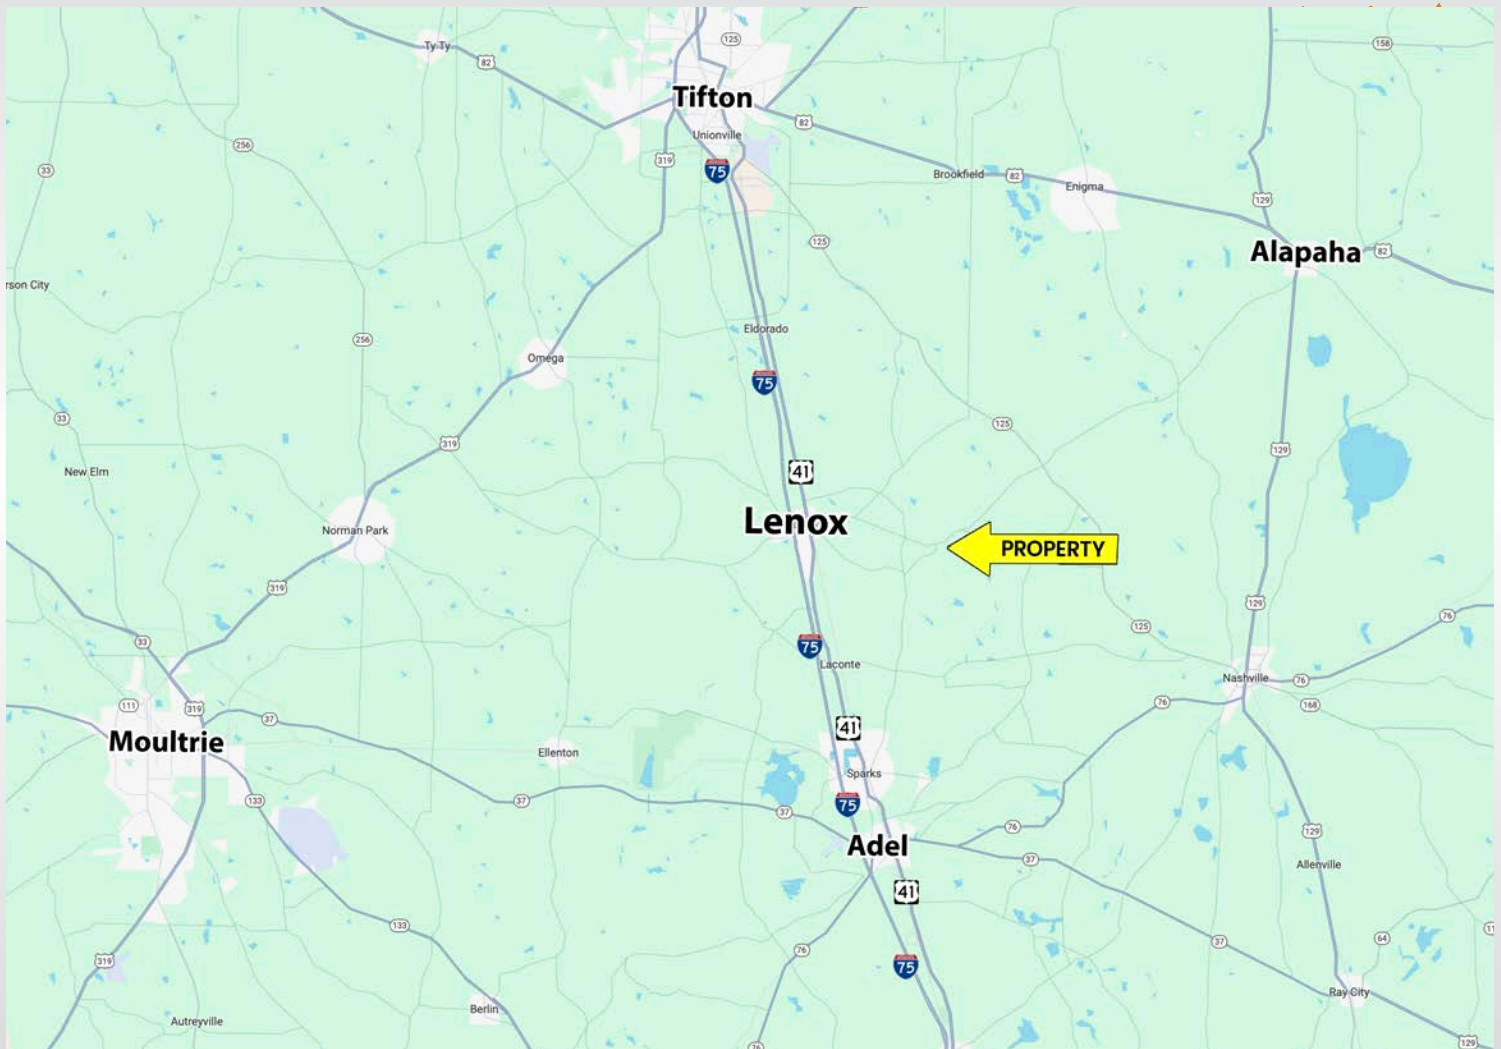 125
158
Ty Ty
82
Tifton
82
Unionville
256
319
75
33
Brookfield
82
Enigma
129
125
Alapaha
82
rson City
Eldorado
256
Omega
75
33
125
319
129
41
New Elm
Lenox
Norman Park
PROPERTY
319
129
76
125
33
75
Laconte
Nashville
76
76
168
111
319
37
41
Moultrie
Ellenton
Sparks
133
37
75
37
76
129
Adel
37
Allenville
41
133
64
11
37
76
319
75
Ray City
Berlin
Autreyville
129
76